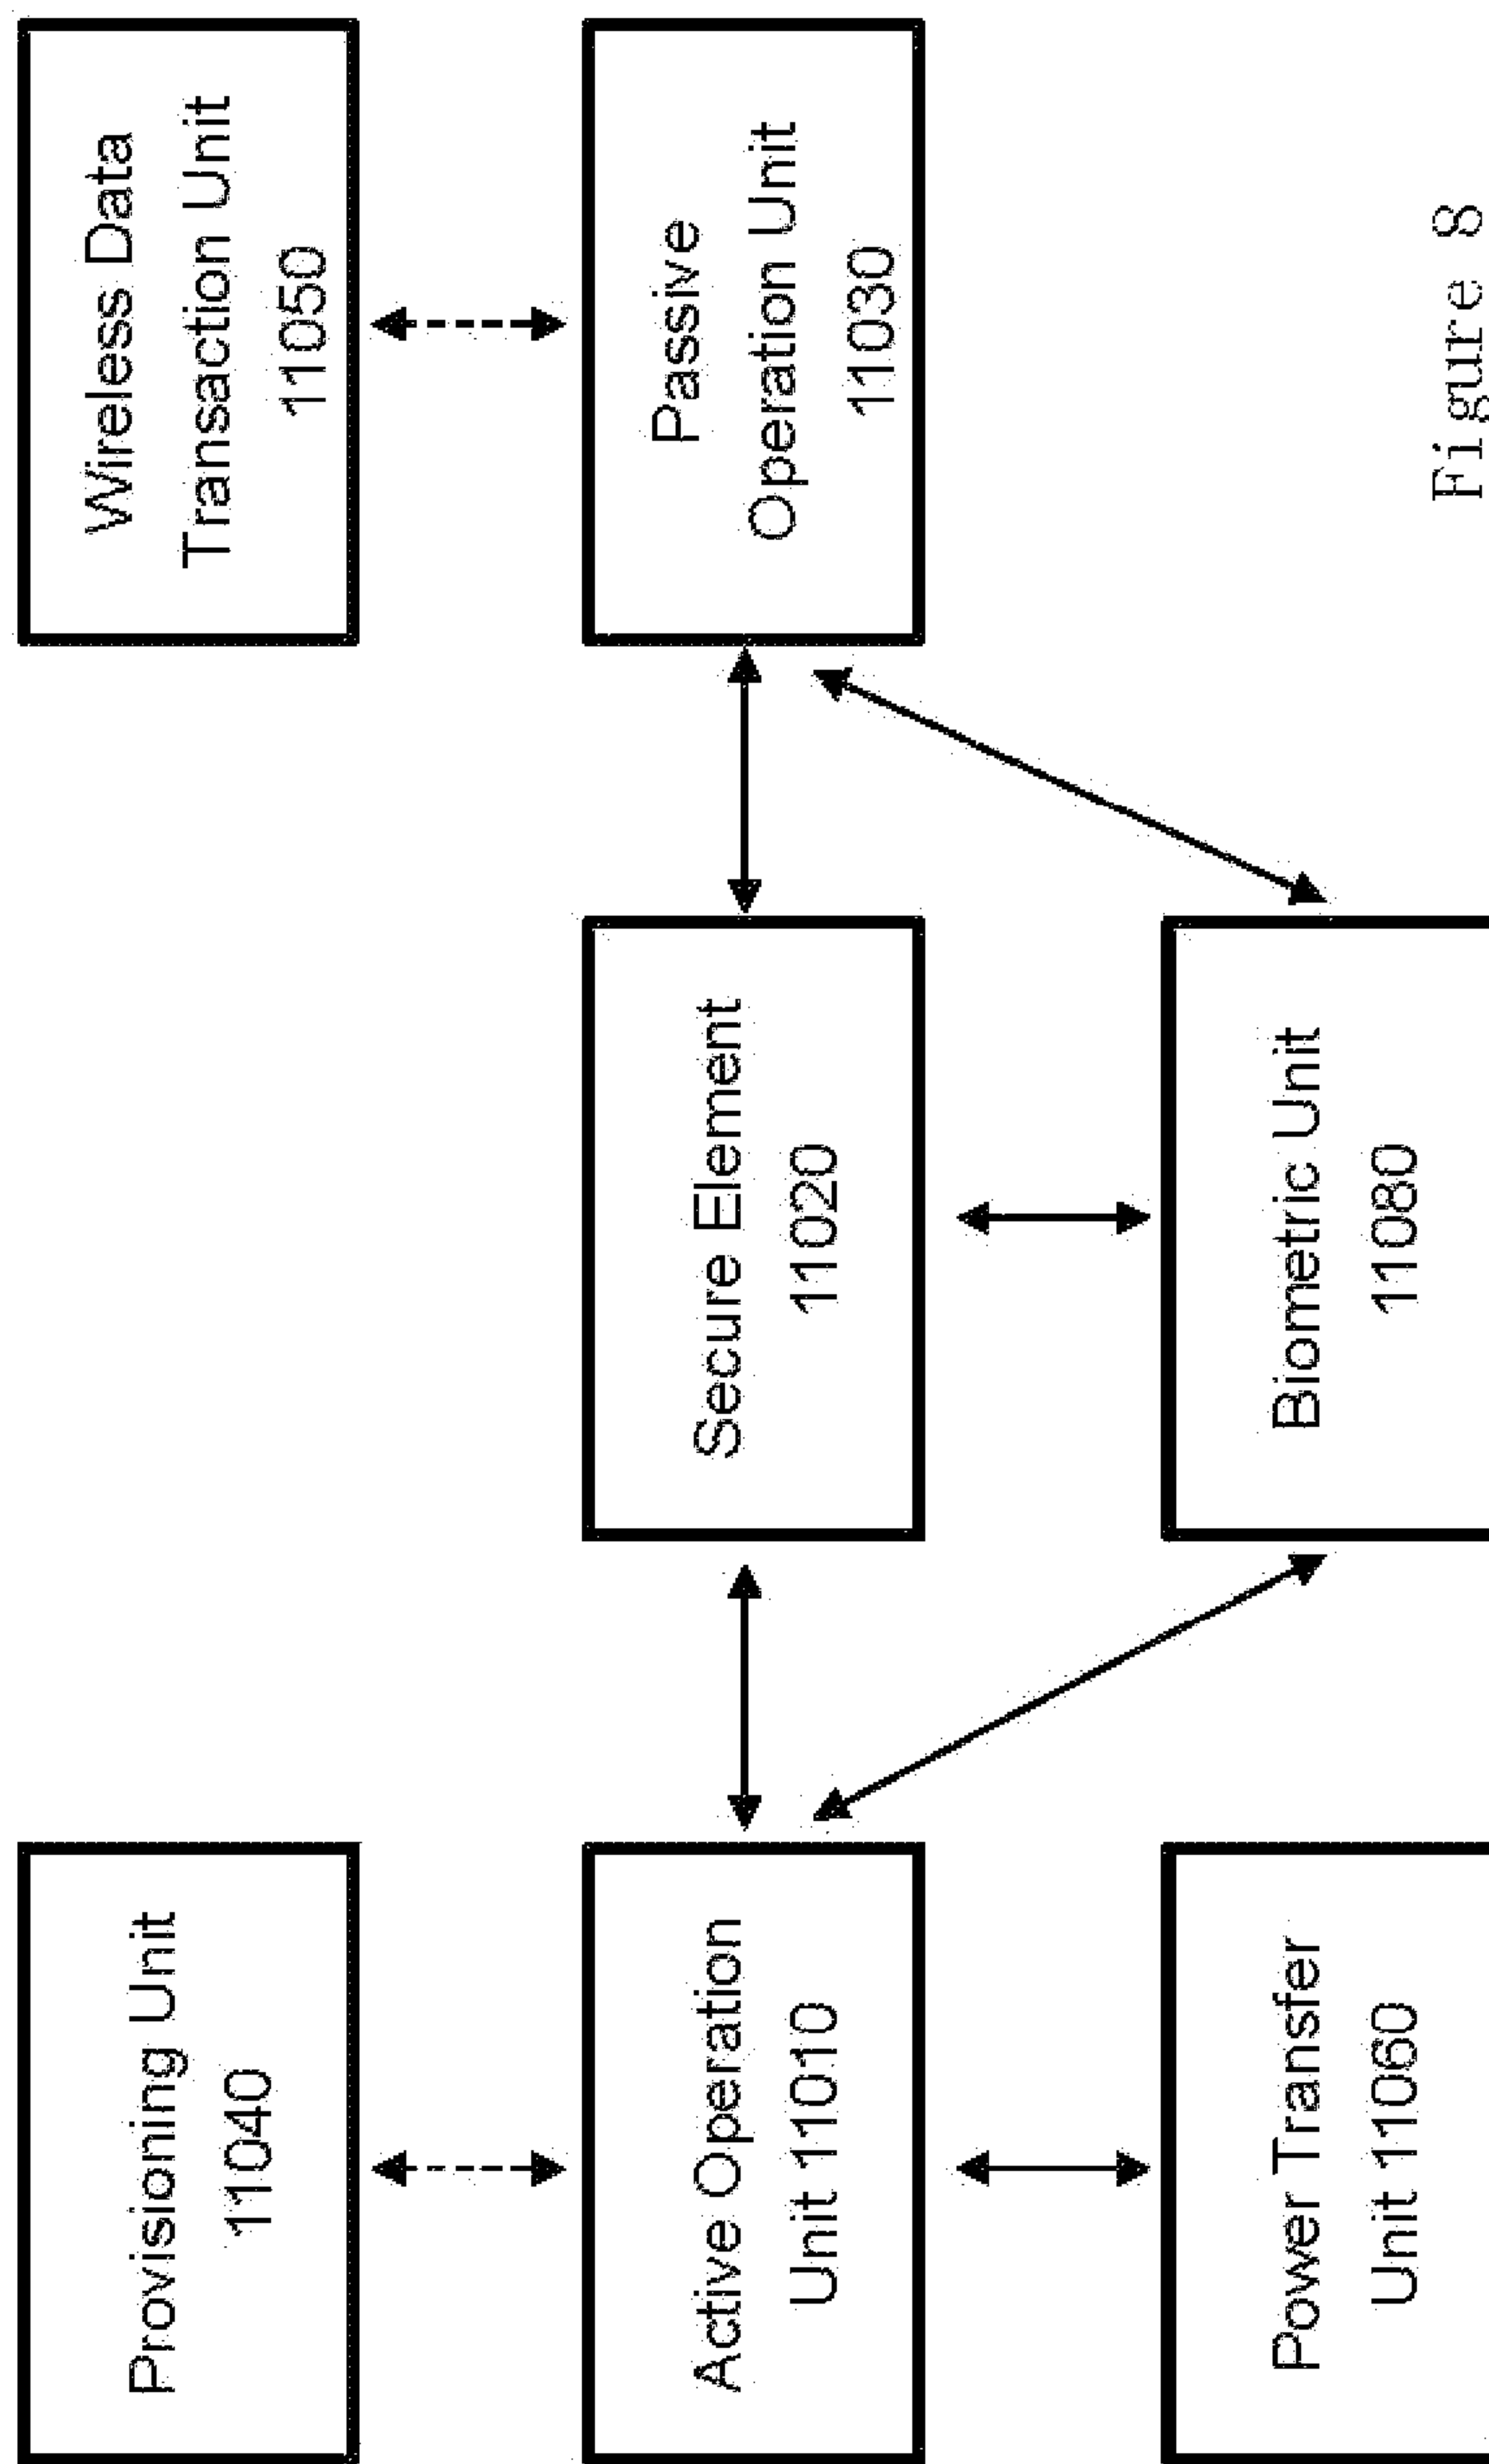 Provisioning Unit
11040
Wireless Data
Transaction Unit
11050
Active Operation
Unit 11010
Secure Element
11020
Passive
Operation Unit
11030
Power Transfer
Unit 11060
Biometric Unit
11080
Figure 8